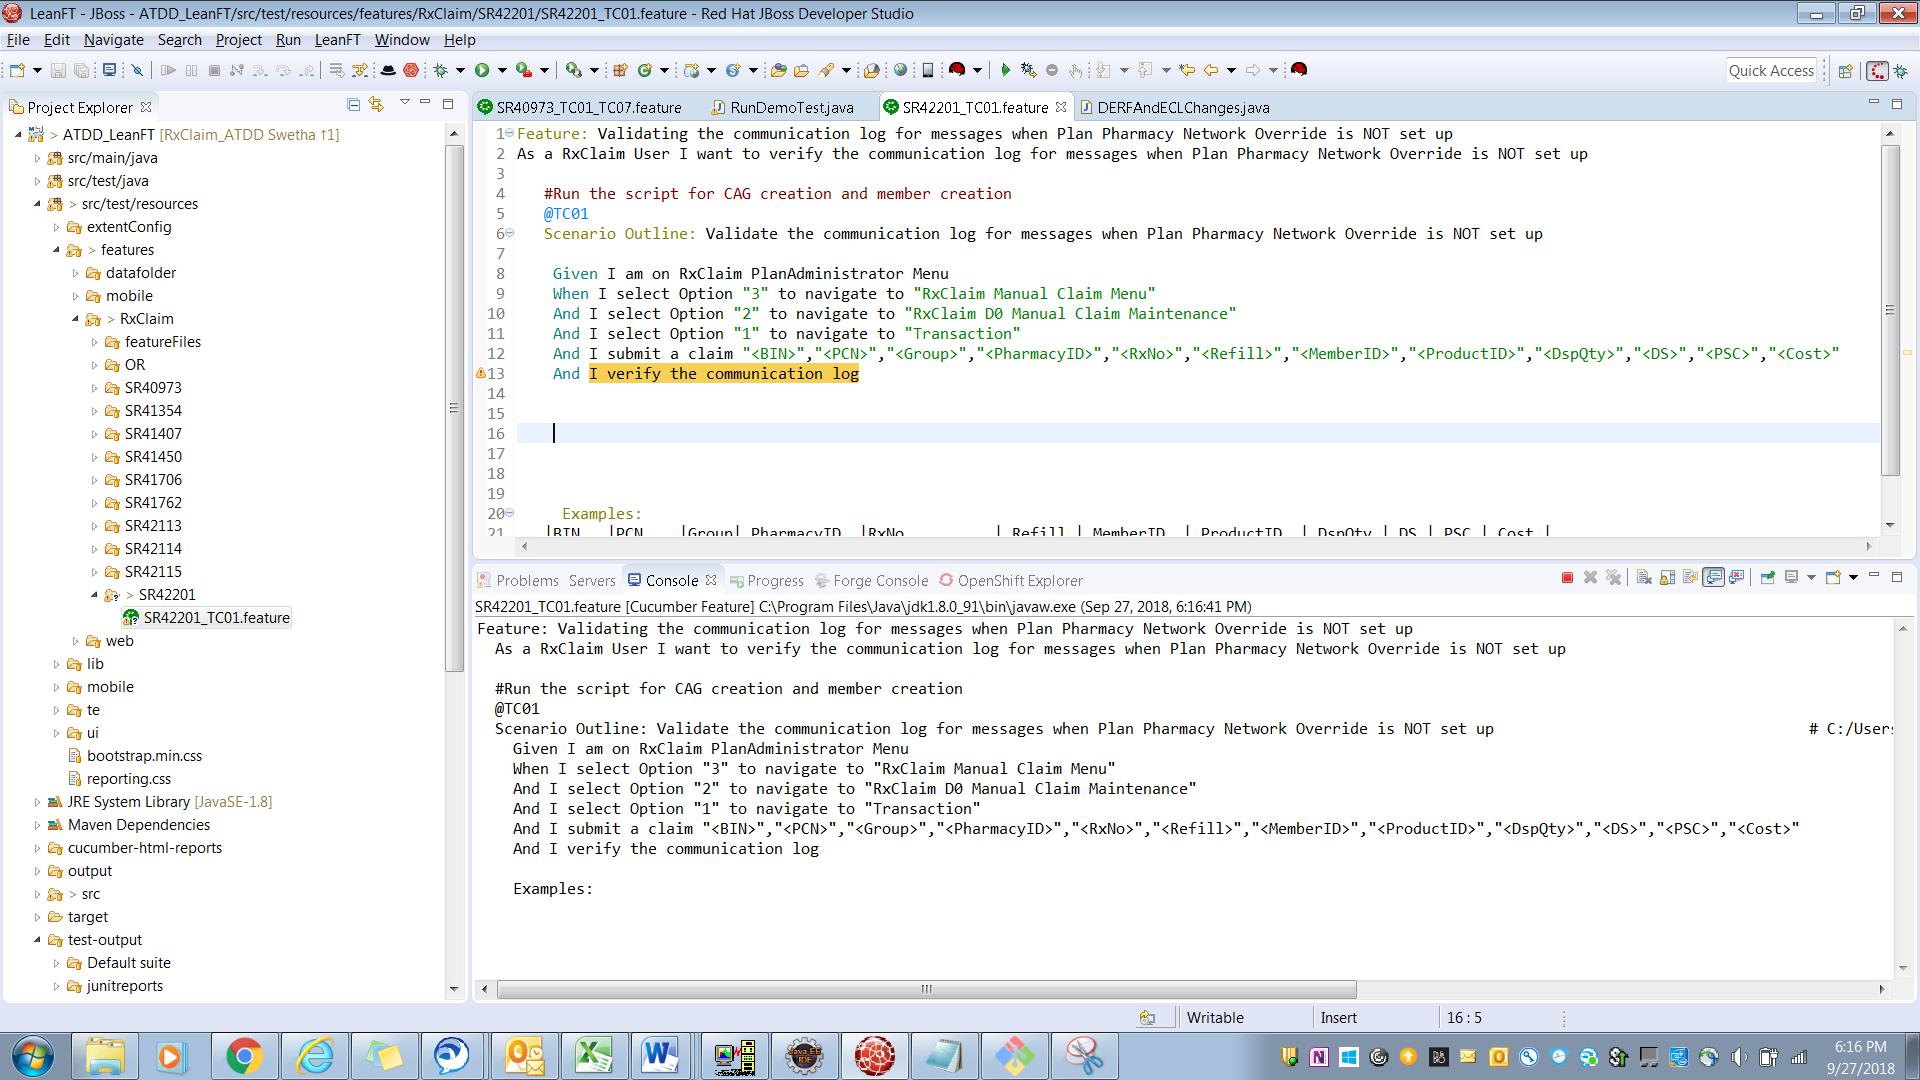 LeanFT - JBoss - ATDD_LeanFT/src/test/resources/features/RxClaim/SR42201/SR42201_TC01.feature - Red Hat JBoss Developer Studio
File Edit Navigate Search Project Run LeanFT Window Help
Quick Access
Project Explorer
ATDD_LeanFT [RxClaim_ATDD Swetha ↑1]
src/main/java
src/test/java
> src/test/resources
extentConfig
> features
datafolder
mobile
> RxClaim
featureFiles
OR
SR40973
SR41354
SR41407
SR41450
SR41706
SR41762
SR42113
SR42114
SR42115
> SR42201
SR42201_TC01.feature
web
lib
mobile
te
ui
bootstrap.min.css
reporting.css
JRE System Library [JavaSE-1.8]
Maven Dependencies
cucumber-html-reports
output
> src
target
test-output
Default suite
junitreports
SR40973_TC01_TC07.feature RunDemoTest.java SR42201_TC01.feature DERFAndECLChanges.java
1 Feature: Validating the communication log for messages when Plan Pharmacy Network Override is NOT set up
2 As a RxClaim User I want to verify the communication log for messages when Plan Pharmacy Network Override is NOT set up
3
4 #Run the script for CAG creation and member creation
5 @TC01
6 Scenario Outline: Validate the communication log for messages when Plan Pharmacy Network Override is NOT set up
7
8 Given I am on RxClaim PlanAdministrator Menu
9 When I select Option "3" to navigate to "RxClaim Manual Claim Menu"
10 And I select Option "2" to navigate to "RxClaim D0 Manual Claim Maintenance"
11 And I select Option "1" to navigate to "Transaction"
12 And I submit a claim "<BIN>","<PCN>","<Group>","<PharmacyID>","<RxNo>","<Refill>","<MemberID>","<ProductID>","<DspQty>","<DS>","<PSC>","<Cost>"
13 And I verify the communication log
14
15
16
17
18
19
20 Examples:
21 |BIN |PCN |Group| PharmacyID |RxNo | Refill | MemberID | ProductID | DspQty | DS | PSC | Cost |
Problems Servers Console Progress Forge Console OpenShift Explorer
SR42201_TC01.feature [Cucumber Feature] C:\Program Files\Java\jdk1.8.0_91\bin\javaw.exe (Sep 27, 2018, 6:16:41 PM)
Feature: Validating the communication log for messages when Plan Pharmacy Network Override is NOT set up
As a RxClaim User I want to verify the communication log for messages when Plan Pharmacy Network Override is NOT set up
#Run the script for CAG creation and member creation
@TC01
Scenario Outline: Validate the communication log for messages when Plan Pharmacy Network Override is NOT set up # C:/Users
Given I am on RxClaim PlanAdministrator Menu
When I select Option "3" to navigate to "RxClaim Manual Claim Menu"
And I select Option "2" to navigate to "RxClaim D0 Manual Claim Maintenance"
And I select Option "1" to navigate to "Transaction"
And I submit a claim "<BIN>","<PCN>","<Group>","<PharmacyID>","<RxNo>","<Refill>","<MemberID>","<ProductID>","<DspQty>","<DS>","<PSC>","<Cost>"
And I verify the communication log
Examples:
Writable Insert 16 : 5
6:16 PM
9/27/2018